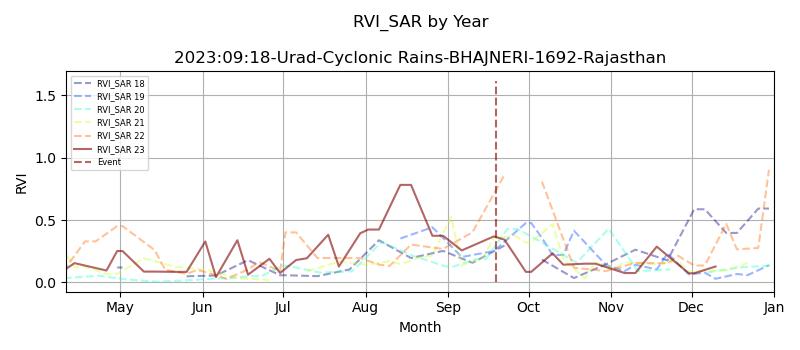 RVI_SAR by Year
2023:09:18-Urad-Cyclonic Rains-BHAJNERI-1692-Rajasthan
RVI_SAR 18
RVI_SAR 19
RVI_SAR 20
RVI_SAR 21
RVI_SAR 22
RVI_SAR 23
Event
1.5
1.0
0.5
0.0
RVI
May Jun Jul Aug Sep Oct Nov Dec Jan
Month